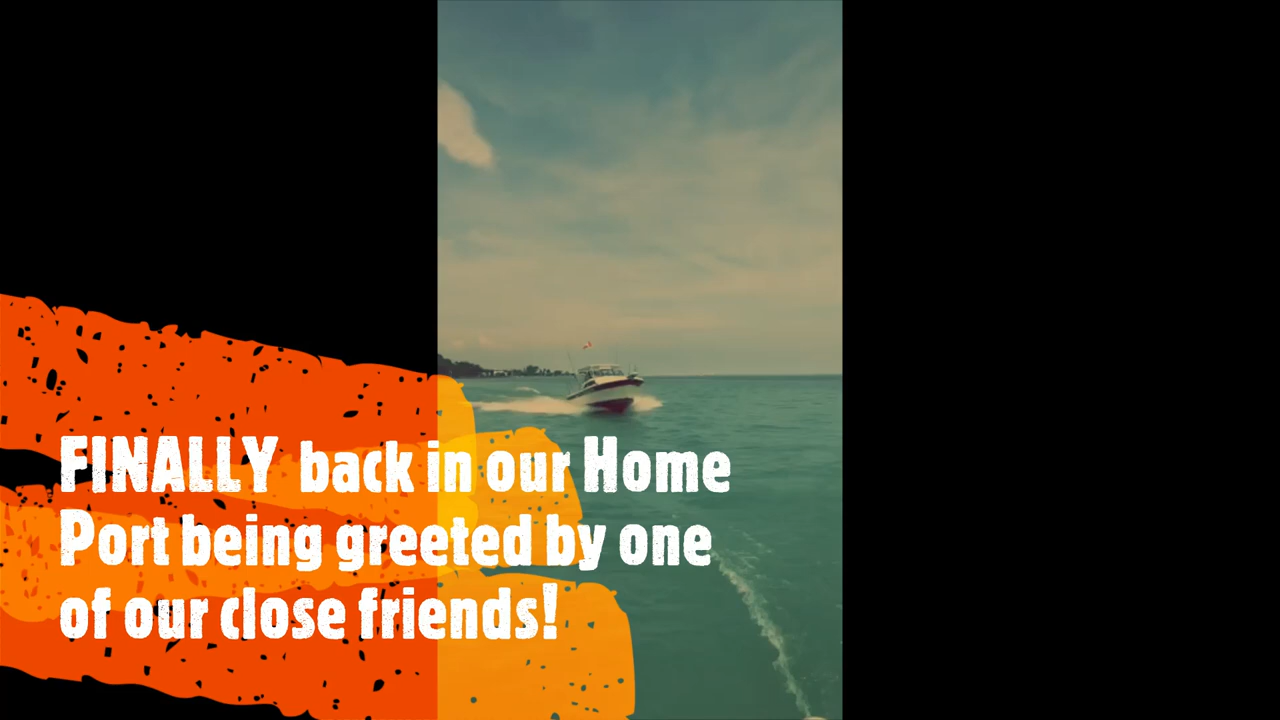 FINALLY back in our Home
Port being greeted by one
of our close friends!